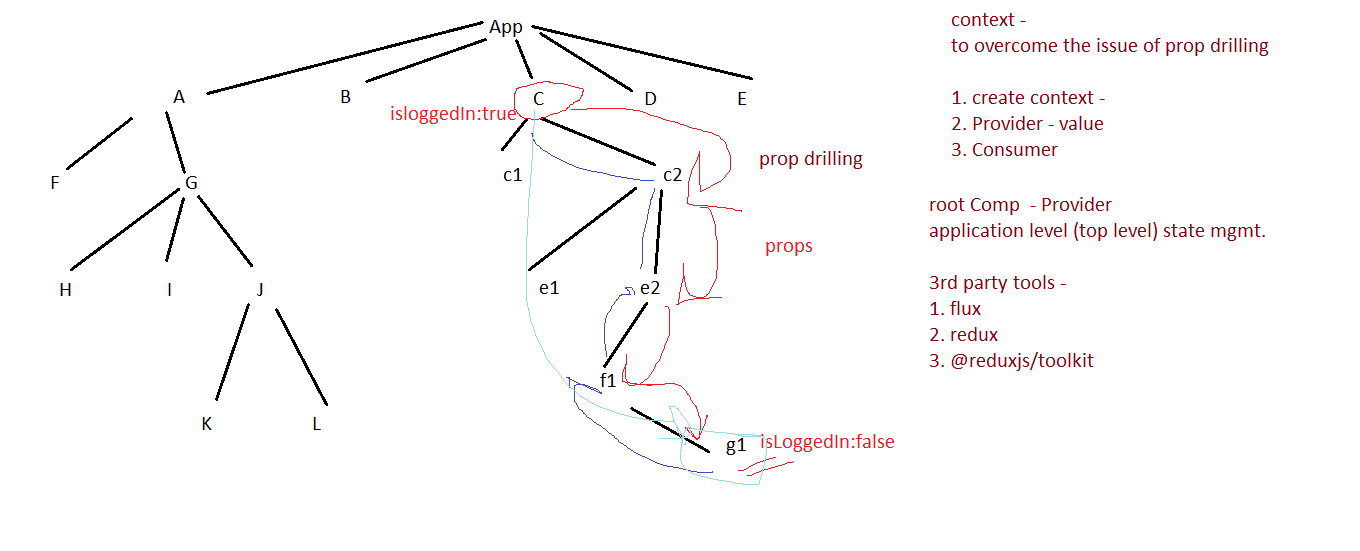 App
A
B
C
D
E
isloggedIn:true
F
G
c1
c2
prop drilling
props
H
I
J
e1
e2
f1
K
L
g1
isLoggedIn:false
context -
to overcome the issue of prop drilling
1. create context -
2. Provider - value
3. Consumer
root Comp  - Provider
application level (top level) state mgmt.
3rd party tools -
1. flux
2. redux
3. @reduxjs/toolkit